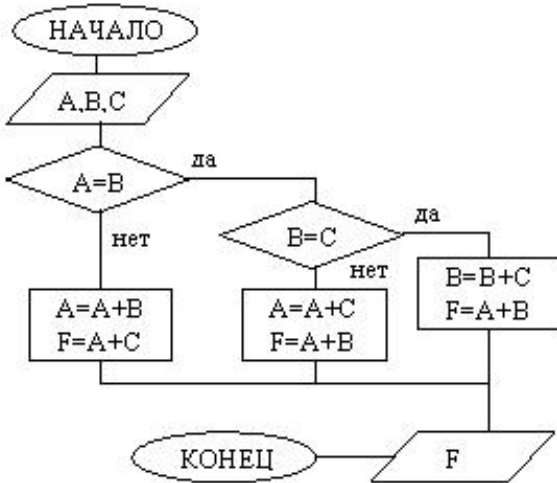 НАЧАЛО
A,B,C
A=B
да
нет
B=C
да
нет
A=A+B
F=A+C
A=A+C
F=A+B
B=B+C
F=A+B
F
КОНЕЦ